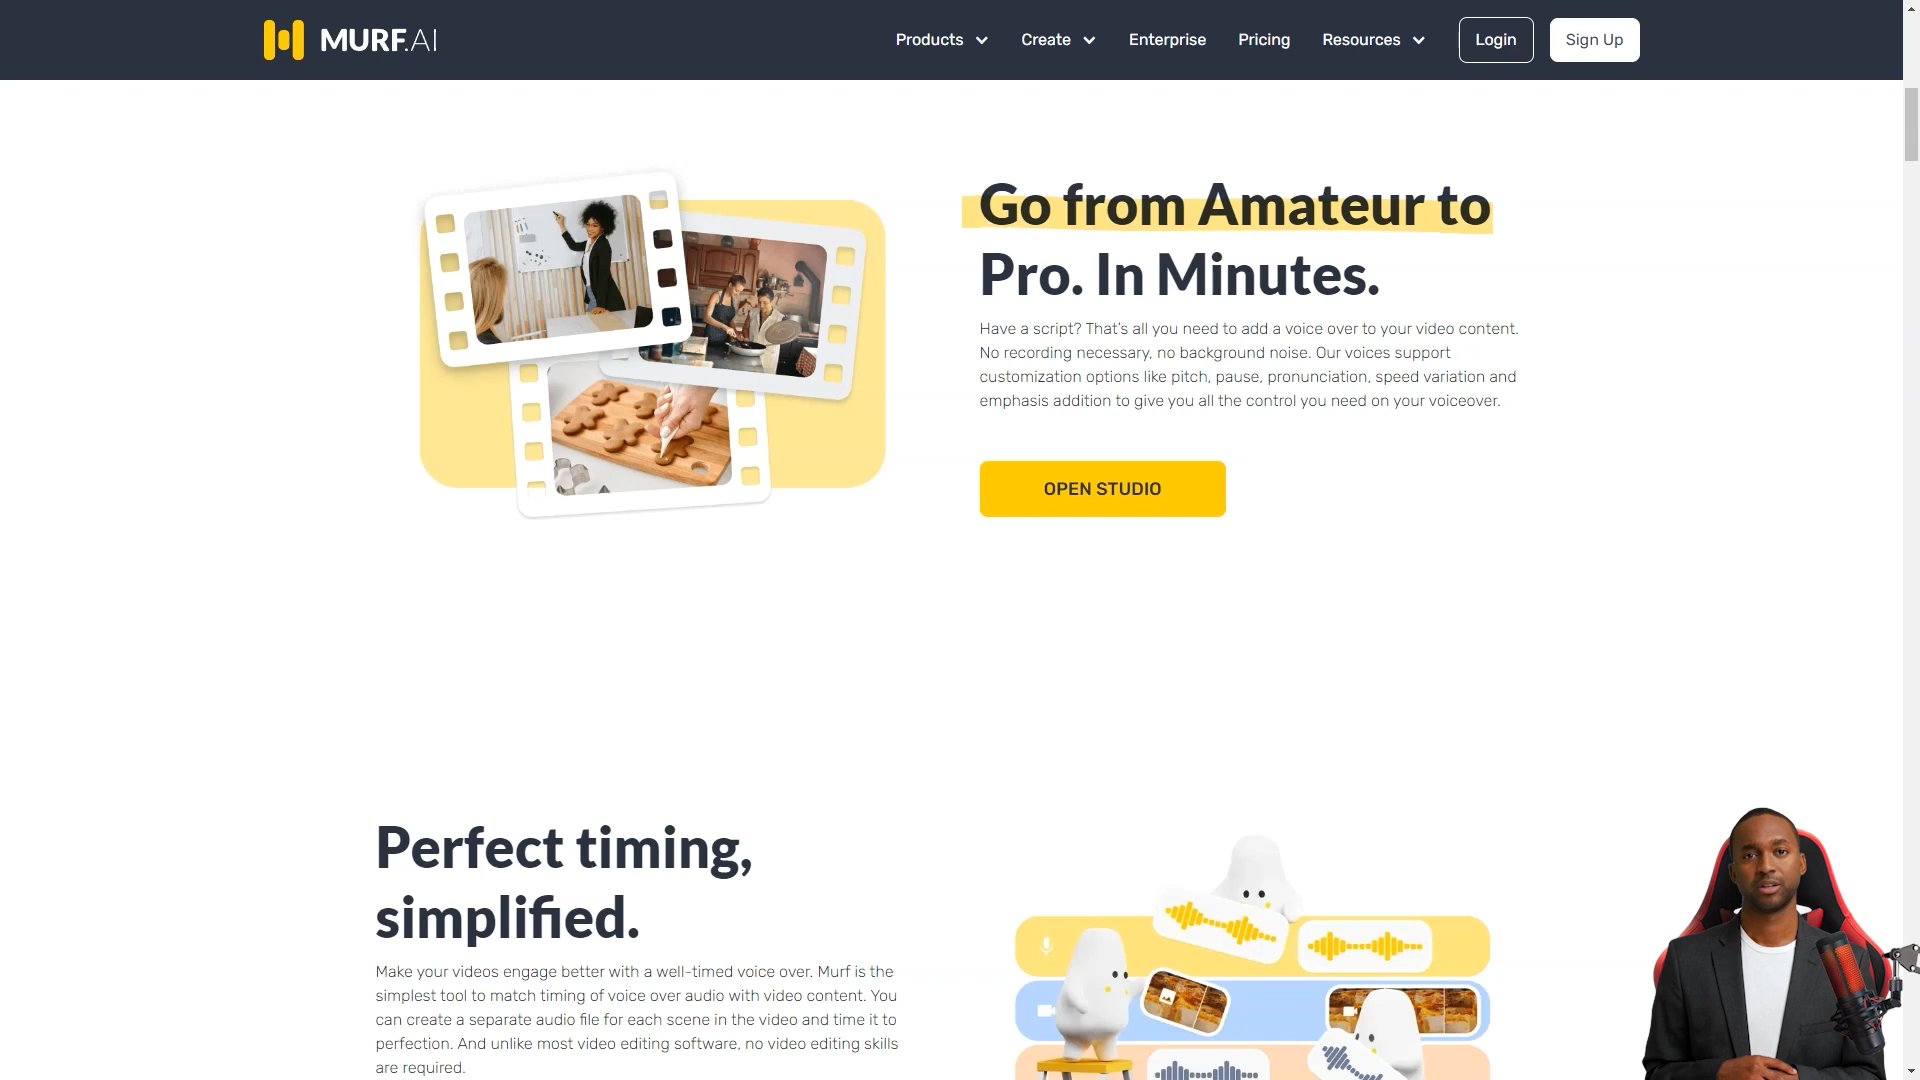 MURF.AI
Products
Create
Enterprise
Pricing
Resources
Login
Sign Up
Go from Amateur to
Pro. In Minutes.
Have a script? That’s all you need to add a voice over to your video content.
No recording necessary, no background noise. Our voices support
customization options like pitch, pause, pronunciation, speed variation and
emphasis addition to give you all the control you need on your voiceover.
OPEN STUDIO
Perfect timing,
simplified.
Make your videos engage better with a well-timed voice over. Murf is the
simplest tool to match timing of voice over audio with video content. You
can create a separate audio file for each scene in the video and time it to
perfection. And unlike most video editing software, no video editing skills
are required.